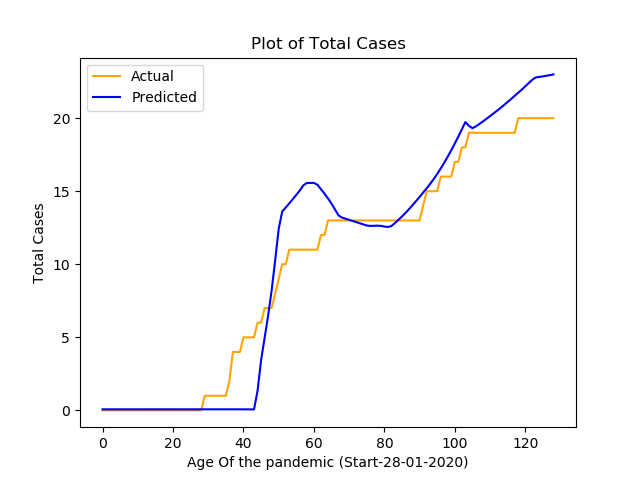 Plot of Total Cases
Actual
Predicted
Total Cases
20
15
10
5
0
0 20 40 60 80 100 120
Age Of the pandemic (Start-28-01-2020)